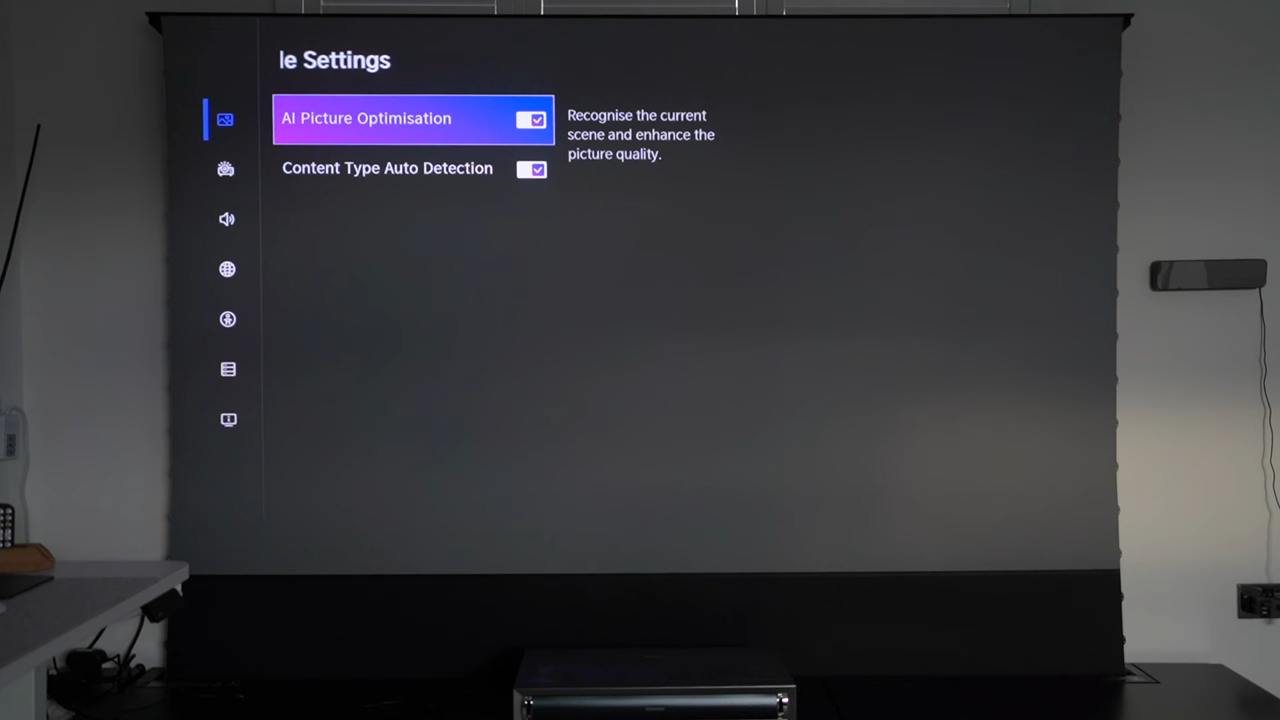 le Settings
AI Picture Optimisation
Recognise the current
scene and enhance the
picture quality.
Content Type Auto Detection